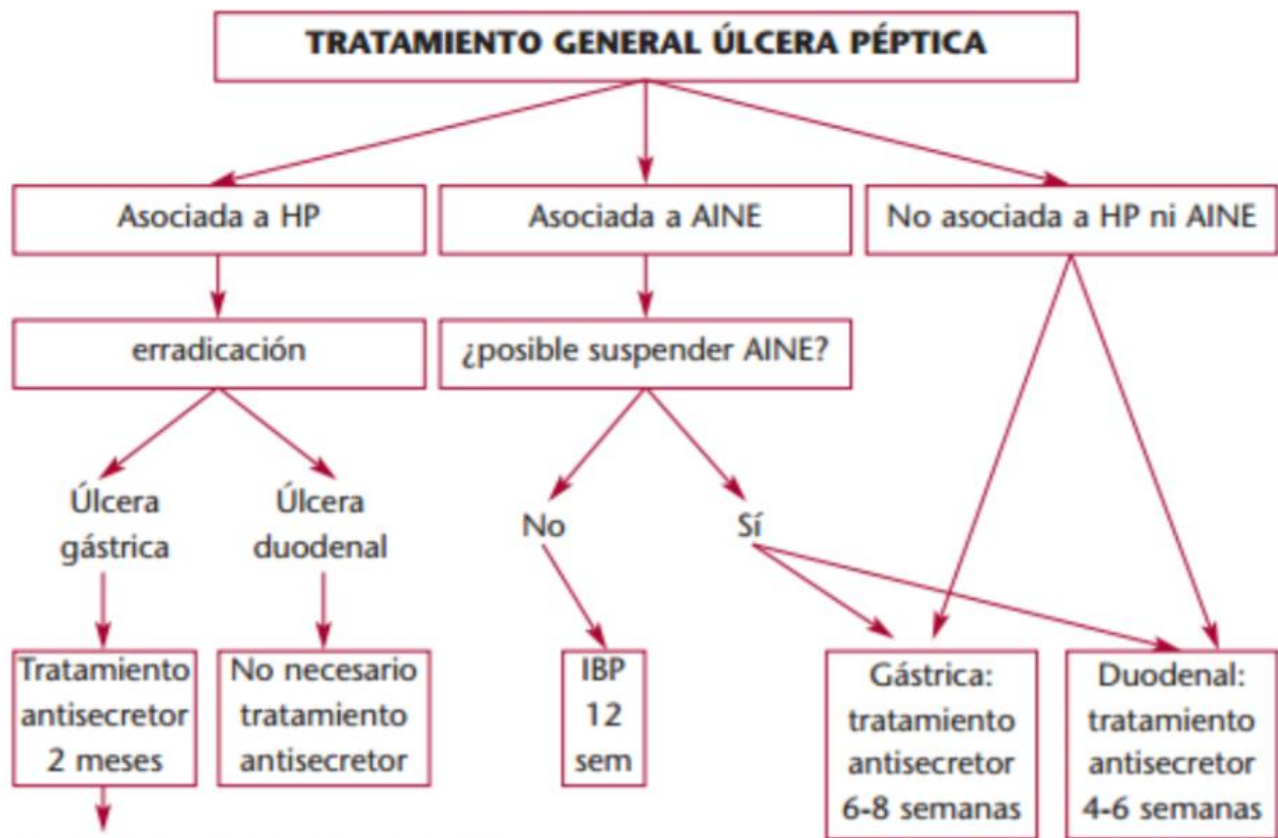 TRATAMIENTO GENERAL ÚLCERA PÉPTICA
Asociada a HP
Asociada a AINE
No asociada a HP ni AINE
erradicación
¿posible suspender AINE?
Úlcera
gástrica
Úlcera
duodenal
No
Sí
Tratamiento
antisecretor
2 meses
No necesario
tratamiento
antisecretor
IBP
12
sem
Gástrica:
tratamiento
antisecretor
6-8 semanas
Duodenal:
tratamiento
antisecretor
4-6 semanas